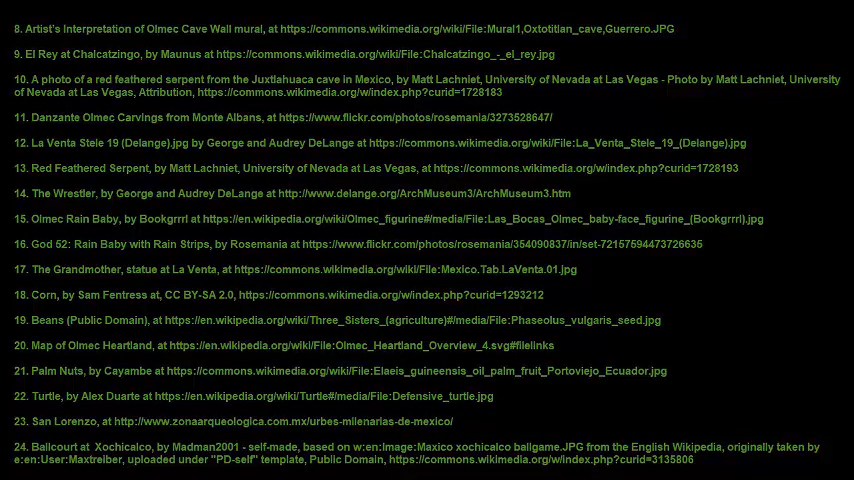 8. Artist's Interpretation of Olmec Cave Wall mural, at https://commons.wikimedia.org/wiki/File:Mural1,Oxtotitlan_cave,Guerrero.JPG
9. El Rey at Chalcatzingo, by Maunus at https://commons.wikimedia.org/wiki/File:Chalcatzingo_-_el_rey.jpg
10. A photo of a red feathered serpent from the Juxtlahuaca cave in Mexico, by Matt Lachniet, University of Nevada at Las Vegas - Photo by Matt Lachniet, University
of Nevada at Las Vegas, Attribution, https://commons.wikimedia.org/w/index.php?curid=1728183
11. Danzante Olmec Carvings from Monte Albans, at https://www.flickr.com/photos/rosemania/3273528647/
12. La Venta Stele 19 (Delange).jpg by George and Audrey DeLange at https://commons.wikimedia.org/wiki/File:La_Venta_Stele_19_(Delange).jpg
13. Red Feathered Serpent, by Matt Lachniet, University of Nevada at Las Vegas, at https://commons.wikimedia.org/w/index.php?curid=1728193
14. The Wrestler, by George and Audrey DeLange at http://www.delange.org/ArchMuseum3/ArchMuseum3.htm
15. Olmec Rain Baby, by Bookgrrrl at https://en.wikipedia.org/wiki/Olmec_figurine#/media/File:Las_Bocas_Olmec_baby-face_figurine_(Bookgrrrl).jpg
16. God 52: Rain Baby with Rain Strips, by Rosemania at https://www.flickr.com/photos/rosemania/354090837/in/set-72157594473726635
17. The Grandmother, statue at La Venta, at https://commons.wikimedia.org/wiki/File:Mexico.Tab.LaVenta.01.jpg
18. Corn, by Sam Fentress at, CC BY-SA 2.0, https://commons.wikimedia.org/w/index.php?curid=1293212
19. Beans (Public Domain), at https://en.wikipedia.org/wiki/Three_Sisters_(agriculture)#/media/File:Phaseolus_vulgaris_seed.jpg
20. Map of Olmec Heartland, at https://en.wikipedia.org/wiki/File:Olmec_Heartland_Overview_4.svg#filelinks
21. Palm Nuts, by Cayambe at https://commons.wikimedia.org/wiki/File:Elaeis_guineensis_oil_palm_fruit_Portoviejo_Ecuador.jpg
22. Turtle, by Alex Duarte at https://en.wikipedia.org/wiki/Turtle#/media/File:Defensive_turtle.jpg
23. San Lorenzo, at http://www.zonaarqueologica.com.mx/urbes-milenarias-de-mexico/
24. Ballcourt at  Xochicalco, by Madman2001 - self-made, based on w:en:Image:Maxico xochicalco ballgame.JPG from the English Wikipedia, originally taken by
e:en:User:Maxtreiber, uploaded under "PD-self" template, Public Domain, https://commons.wikimedia.org/w/index.php?curid=3135806